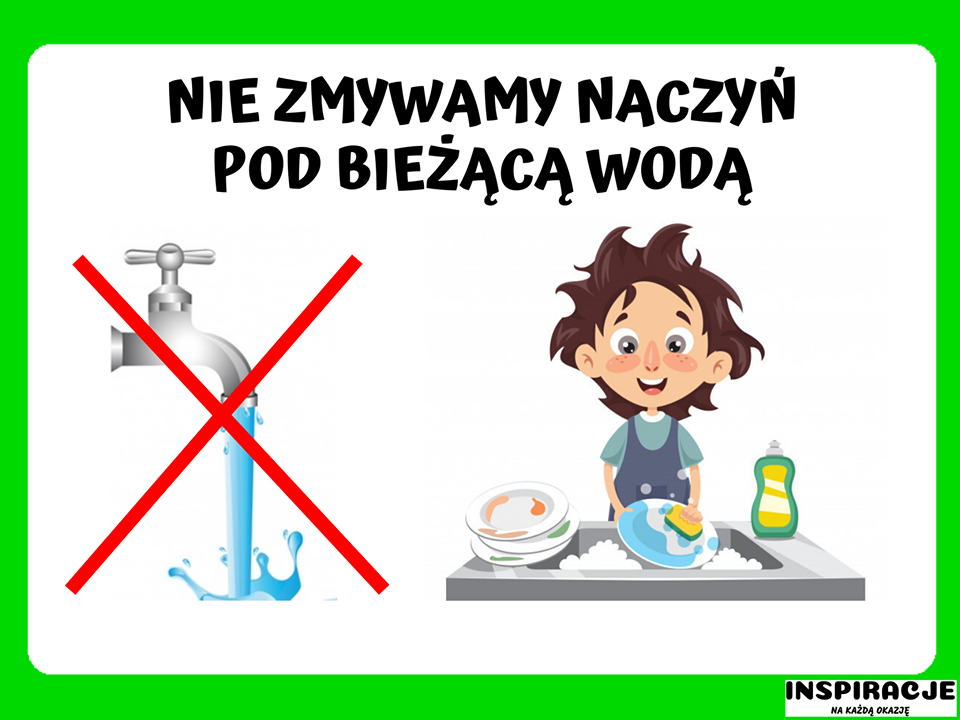 NIE ZMYWAMY NACZYŃ
POD BIEŻĄCĄ WODĄ
INSPIRACJE
NA KAŻDĄ OKAZJĘ